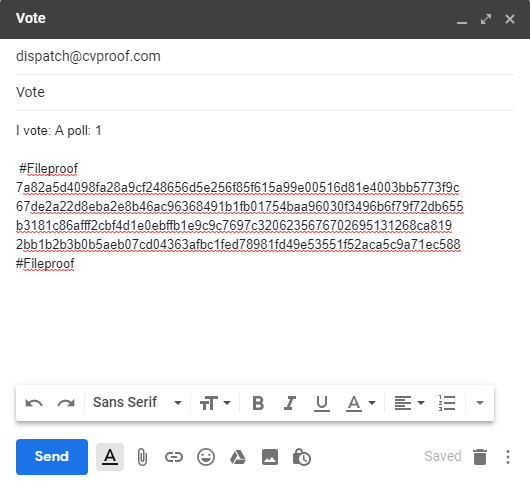 Vote
dispatch@cvproof.com
Vote
I vote: A poll: 1
#Fileproof
7a82a5d4098fa28a9cf248656d5e256f85f615a99e00516d81e4003bb5773f9c
67de2a22d8eba2e8b46ac96368491b1fb01754baa96030f3496b6f79f72db655
b3181c86afff2cbf4d1e0ebffb1e9c9c7697c3206235676702695131268ca819
2bb1b2b3b0b5aeb07cd04363afbc1fed78981fd49e53551f52aca5c9a71ec588
#Fileproof
Sans Serif
Send
Saved